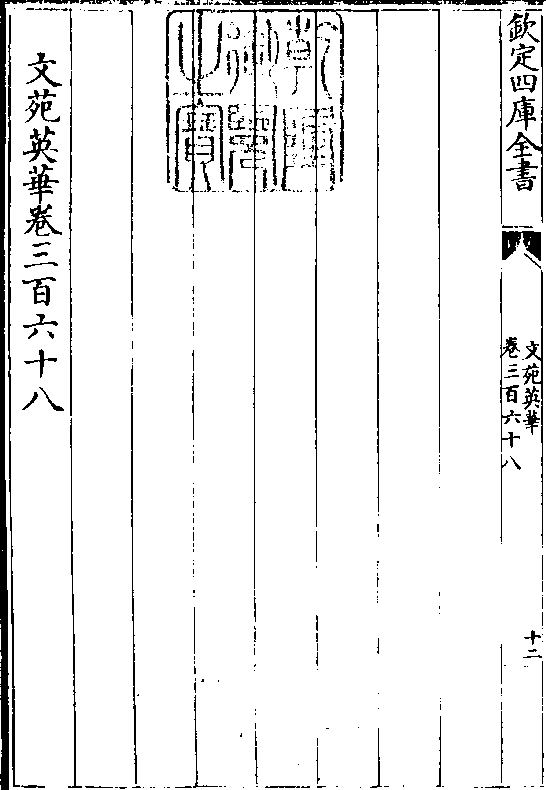 欽定四庫全書
文苑英華
卷三百六十八
十二
乾隆御覽之寶
文苑英華卷三百六十八